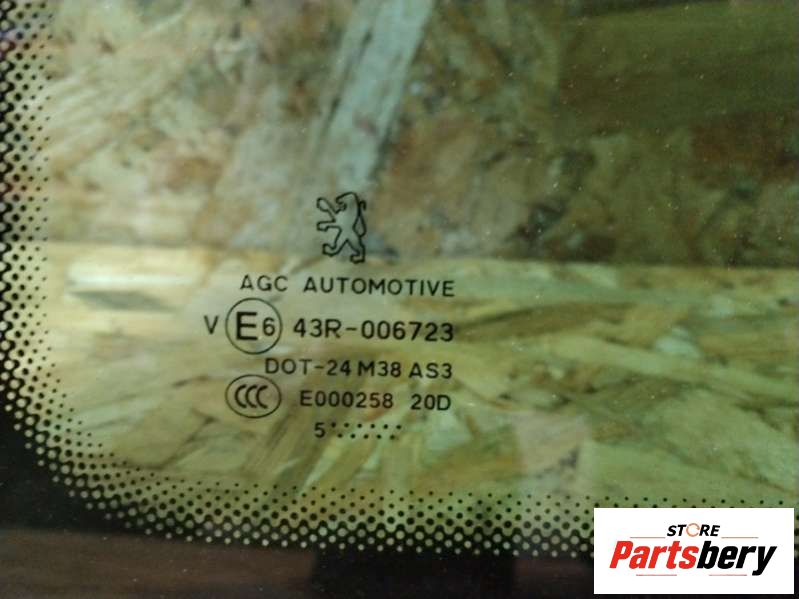 AGC AUTOMOTIVE
V E6 43R-006723
DOT-24 M38 AS3
CCC E000258 20D
5
STORE
Partsbery